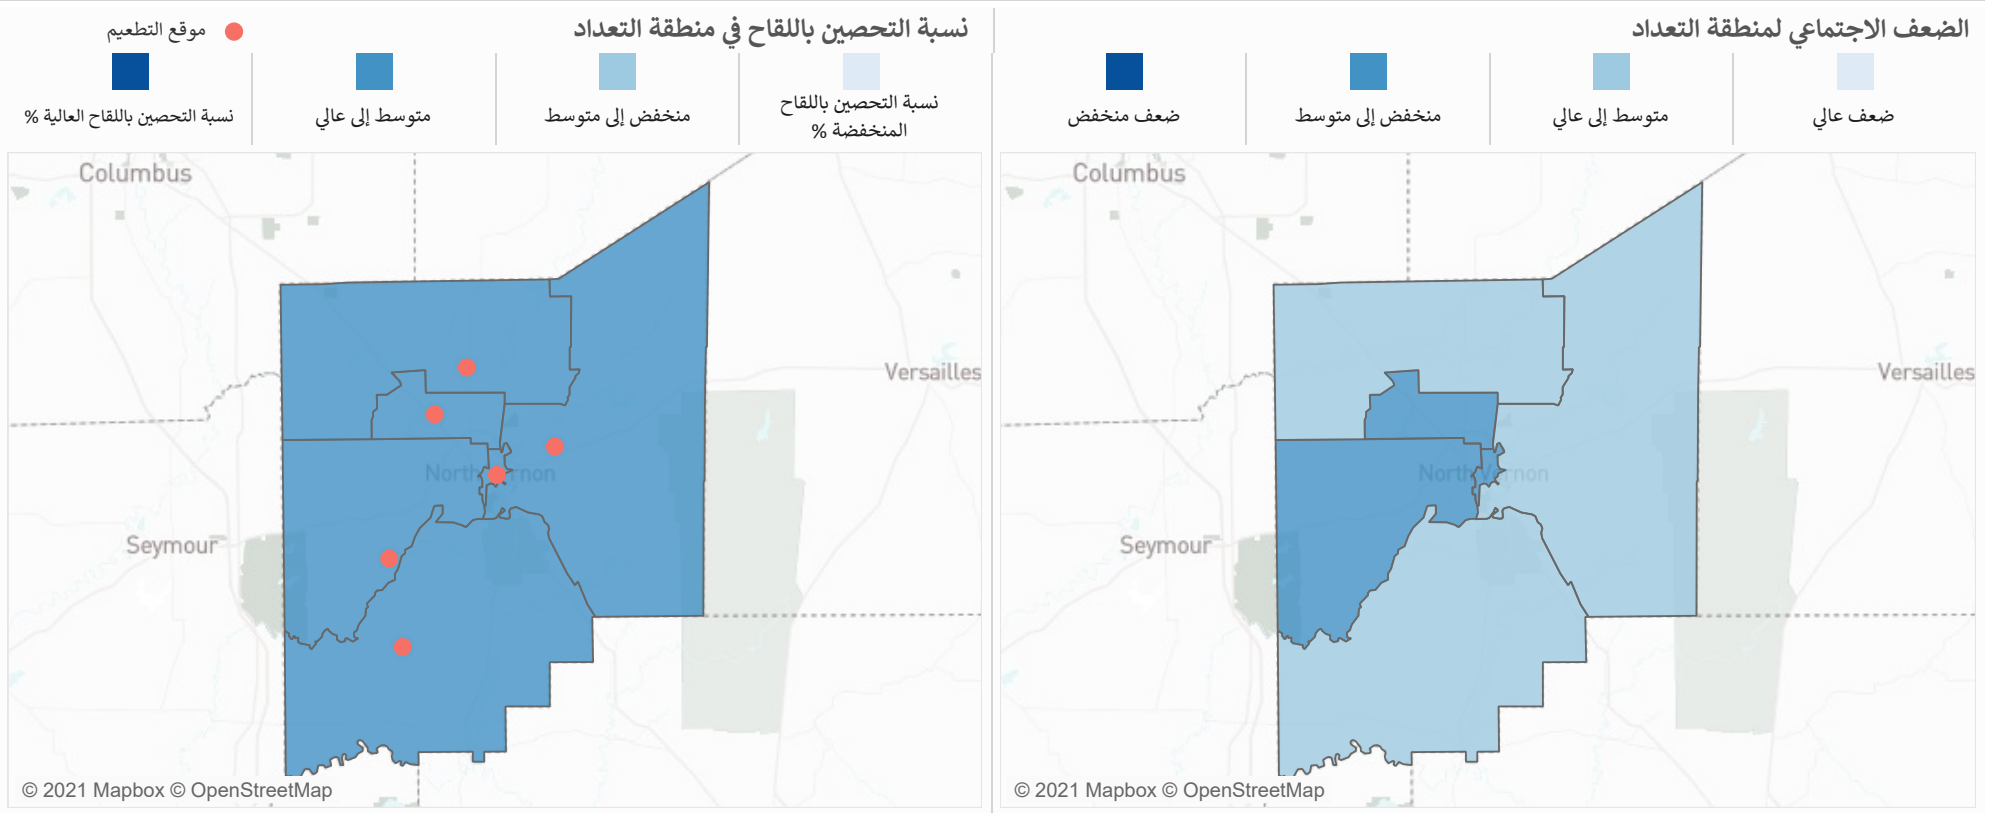 الضعف الاجتماعي لمنطقة التعداد
ضعف عالي
متوسط إلى عالي
منخفض إلى متوسط
ضعف منخفض
Columbus
Versailles
North Vernon
Seymour
© 2021 Mapbox © OpenStreetMap
نسبة التحصين باللقاح في منطقة التعداد
موقع التطعيم
نسبة التحصين باللقاح
المنخفضة %
منخفض إلى متوسط
متوسط إلى عالي
نسبة التحصين باللقاح العالية %
Columbus
Versailles
North Vernon
Seymour
© 2021 Mapbox © OpenStreetMap